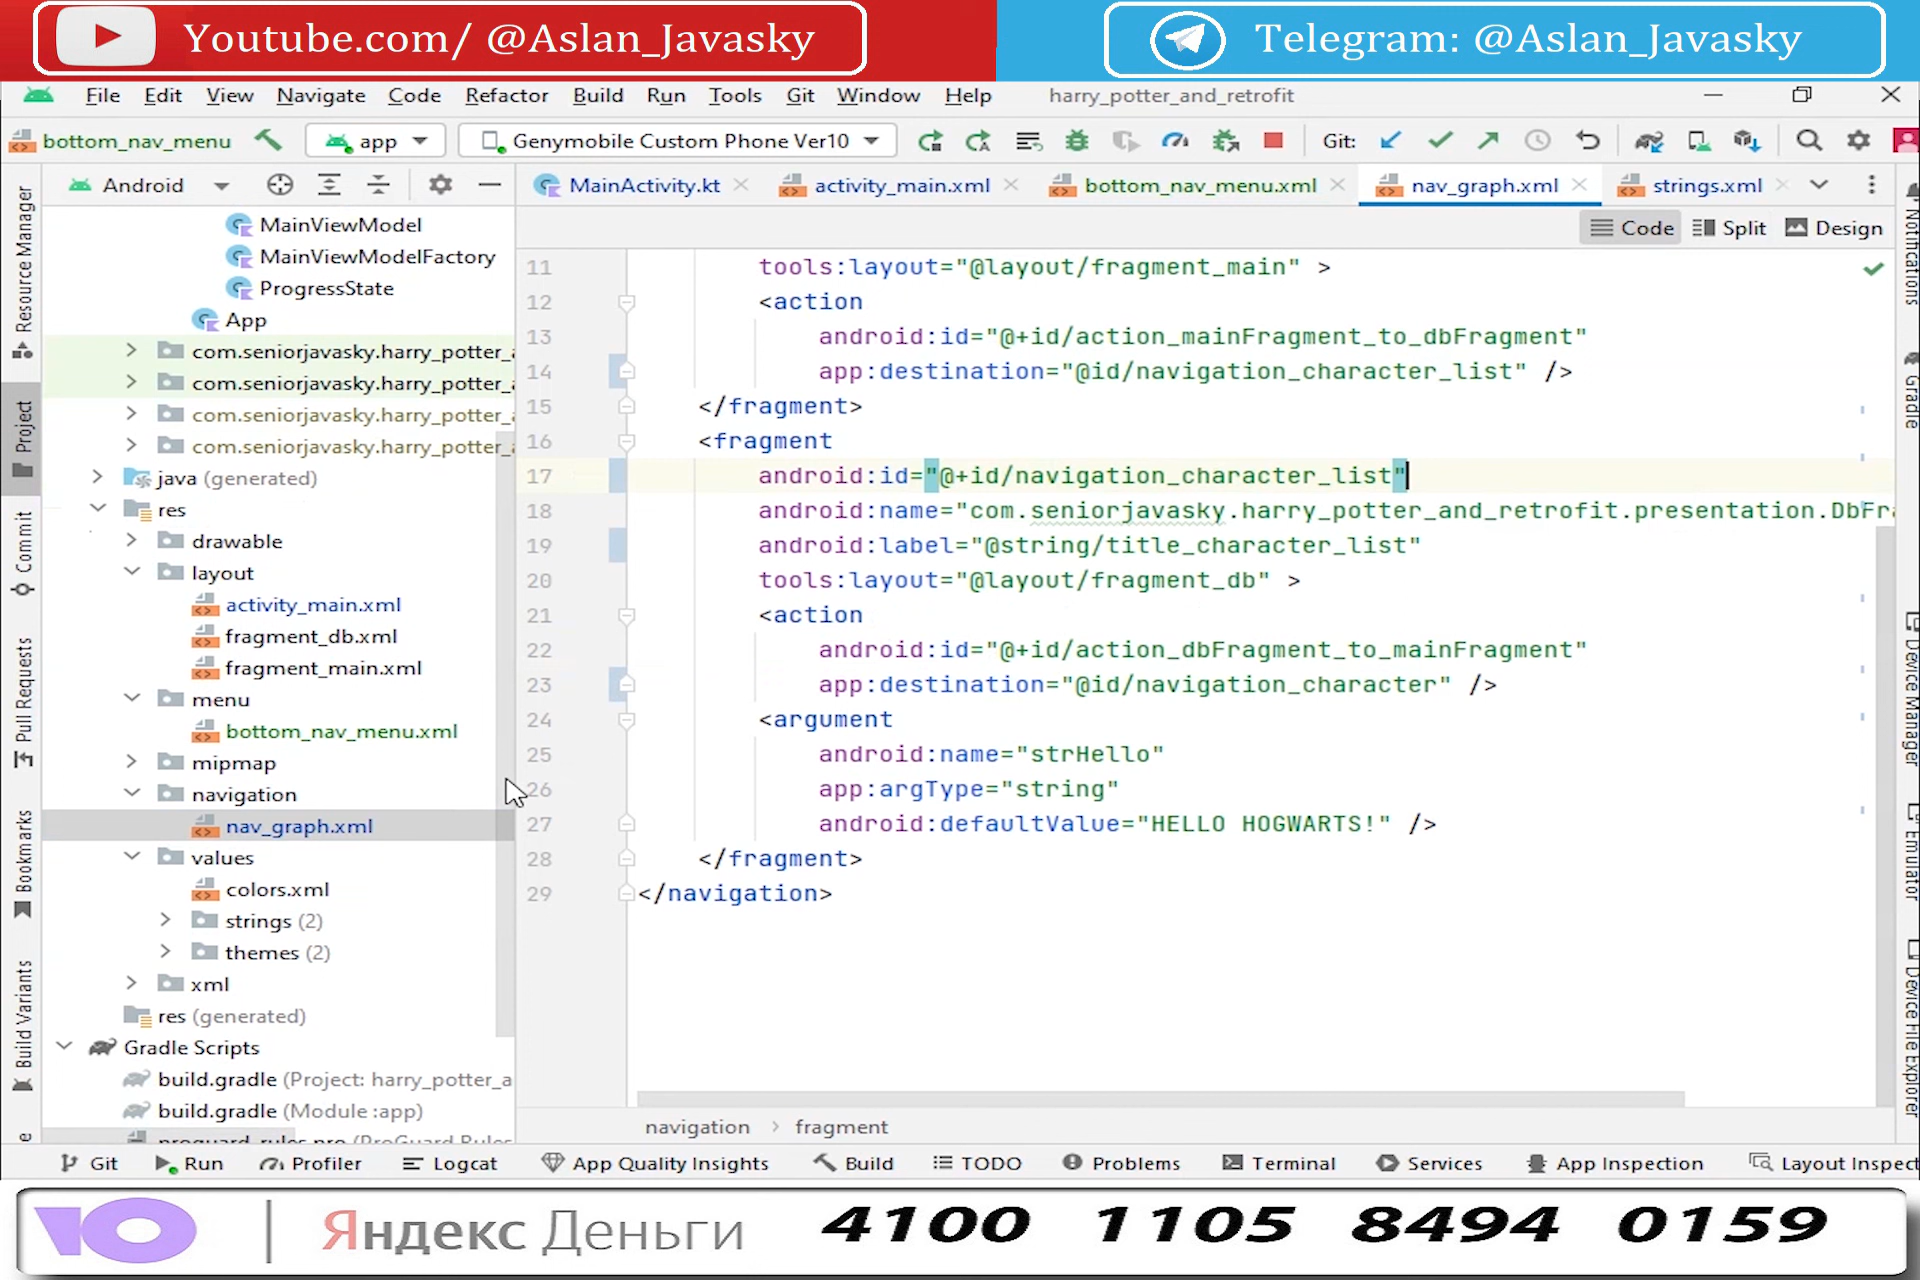 Youtube.com/ @Aslan_Javasky
Telegram: @Aslan_Javasky
File Edit View Navigate Code Refactor Build Run Tools Git Window Help harry_potter_and_retrofit
bottom_nav_menu app Genymobile Custom Phone Ver10 Git:
Android
MainActivity.kt activity_main.xml bottom_nav_menu.xml nav_graph.xml strings.xml
Code Split Design
Resource Manager
Project
Commit
Pull Requests
Bookmarks
Build Variants
MainViewModel
MainViewModelFactory
ProgressState
App
com.seniorjavasky.harry_potter_a
com.seniorjavasky.harry_potter_a
com.seniorjavasky.harry_potter_a
com.seniorjavasky.harry_potter_a
java (generated)
res
drawable
layout
activity_main.xml
fragment_db.xml
fragment_main.xml
menu
bottom_nav_menu.xml
mipmap
navigation
nav_graph.xml
values
colors.xml
strings (2)
themes (2)
xml
res (generated)
Gradle Scripts
build.gradle (Project: harry_potter_a
build.gradle (Module :app)
proguard-rules.pro (ProGuard Rules
11 tools:layout="@layout/fragment_main" >
12 <action
13 android:id="@+id/action_mainFragment_to_dbFragment"
14 app:destination="@id/navigation_character_list" />
15 </fragment>
16 <fragment
17 android:id="@+id/navigation_character_list"
18 android:name="com.seniorjavasky.harry_potter_and_retrofit.presentation.DbFra
19 android:label="@string/title_character_list"
20 tools:layout="@layout/fragment_db" >
21 <action
22 android:id="@+id/action_dbFragment_to_mainFragment"
23 app:destination="@id/navigation_character" />
24 <argument
25 android:name="strHello"
26 app:argType="string"
27 android:defaultValue="HELLO HOGWARTS!" />
28 </fragment>
29 </navigation>
Notifications
Gradle
Device Manager
Emulator
Device File Explorer
navigation > fragment
Git Run Profiler Logcat App Quality Insights Build TODO Problems Terminal Services App Inspection Layout Inspect
Яндекс Деньги 4100 1105 8494 0159